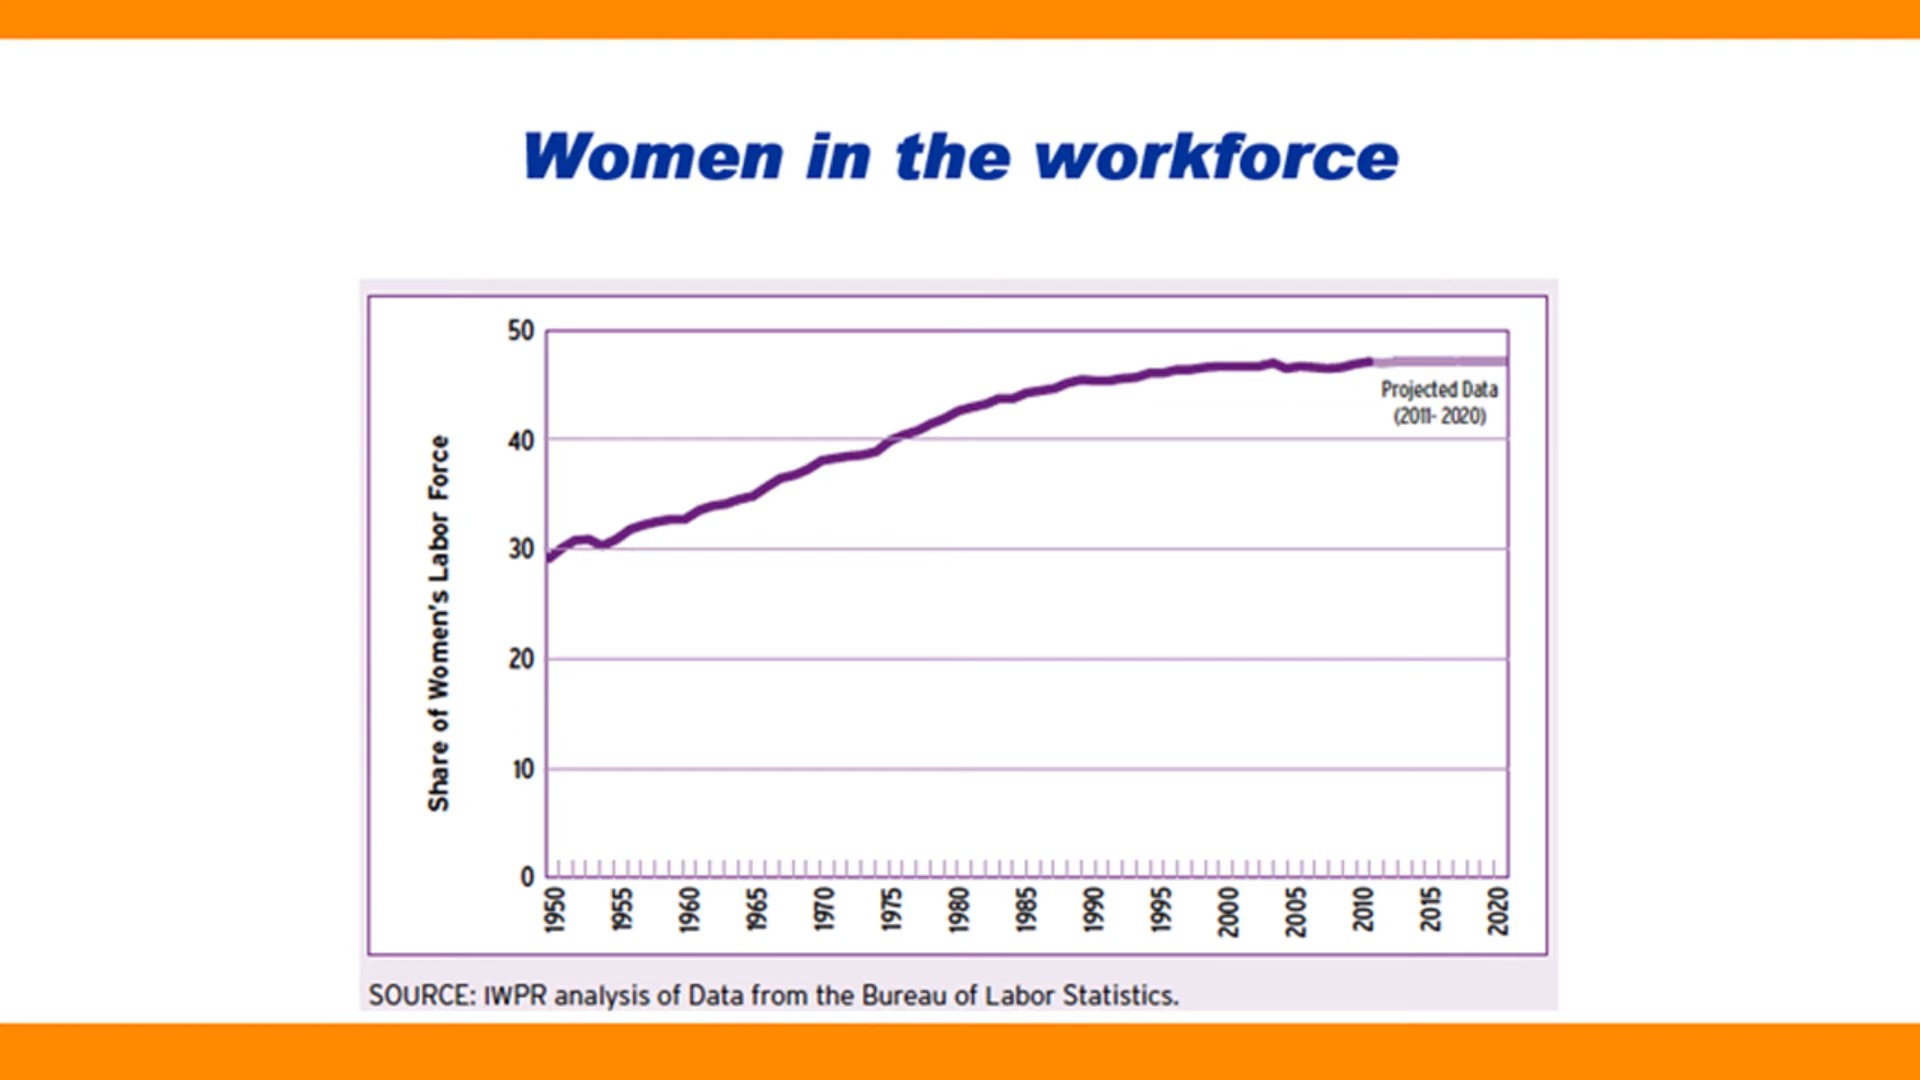 Women in the workforce
50
40
30
20
10
0
Share of Women's Labor Force
Projected Data
(2011- 2020)
1950 1955 1960 1965 1970 1975 1980 1985 1990 1995 2000 2005 2010 2015 2020
SOURCE: IWPR analysis of Data from the Bureau of Labor Statistics.